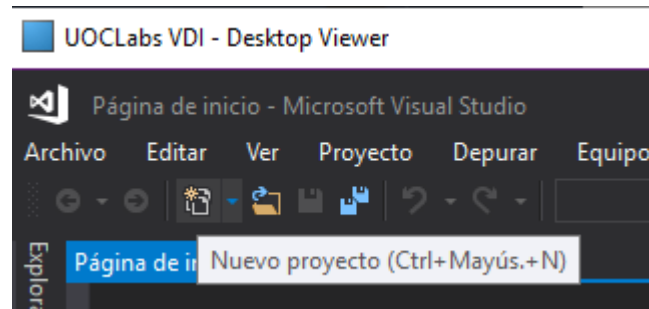 UOCLabs VDI - Desktop Viewer
Página de inicio - Microsoft Visual Studio
Archivo Editar Ver Proyecto Depurar Equipo
Página de in
Nuevo proyecto (Ctrl+Mayús.+N)
Explora